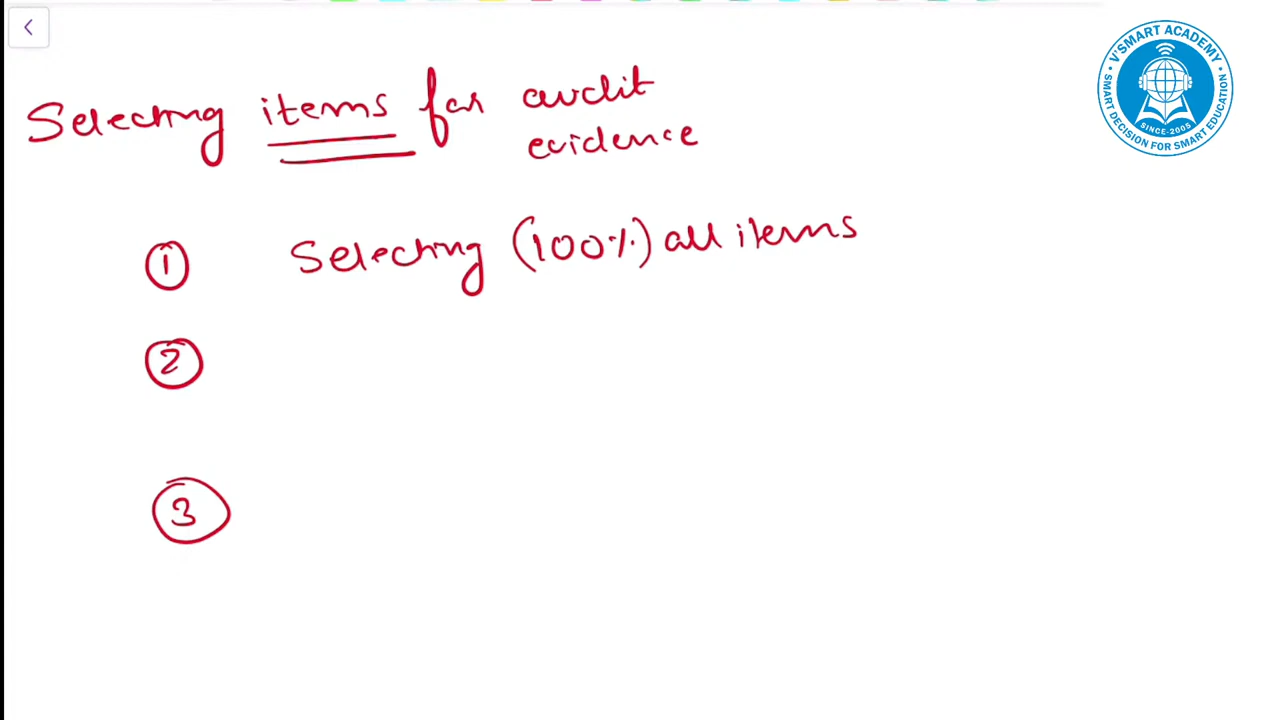 V'SMART ACADEMY
SMART DECISION FOR SMART EDUCATION
SINCE-2005
Selecting items for audit
evidence
1 Selecting (100%) all items
2
3